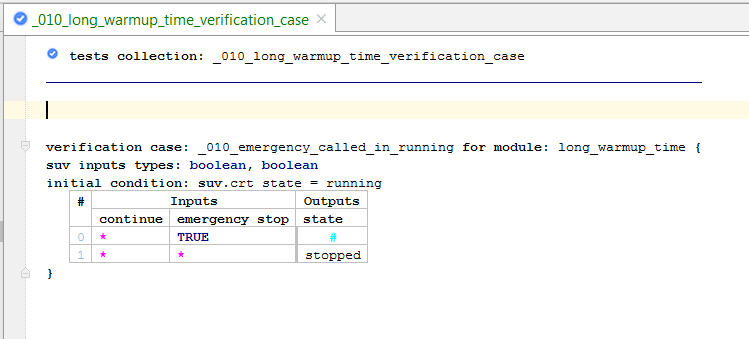 _010_long_warmup_time_verification_case
tests collection: _010_long_warmup_time_verification_case
verification case: _010_emergency_called_in_running for module: long_warmup_time {
suv inputs types: boolean, boolean
initial condition: suv.crt state = running
# Inputs Outputs
continue emergency stop state
0 * TRUE #
1 * * stopped
}